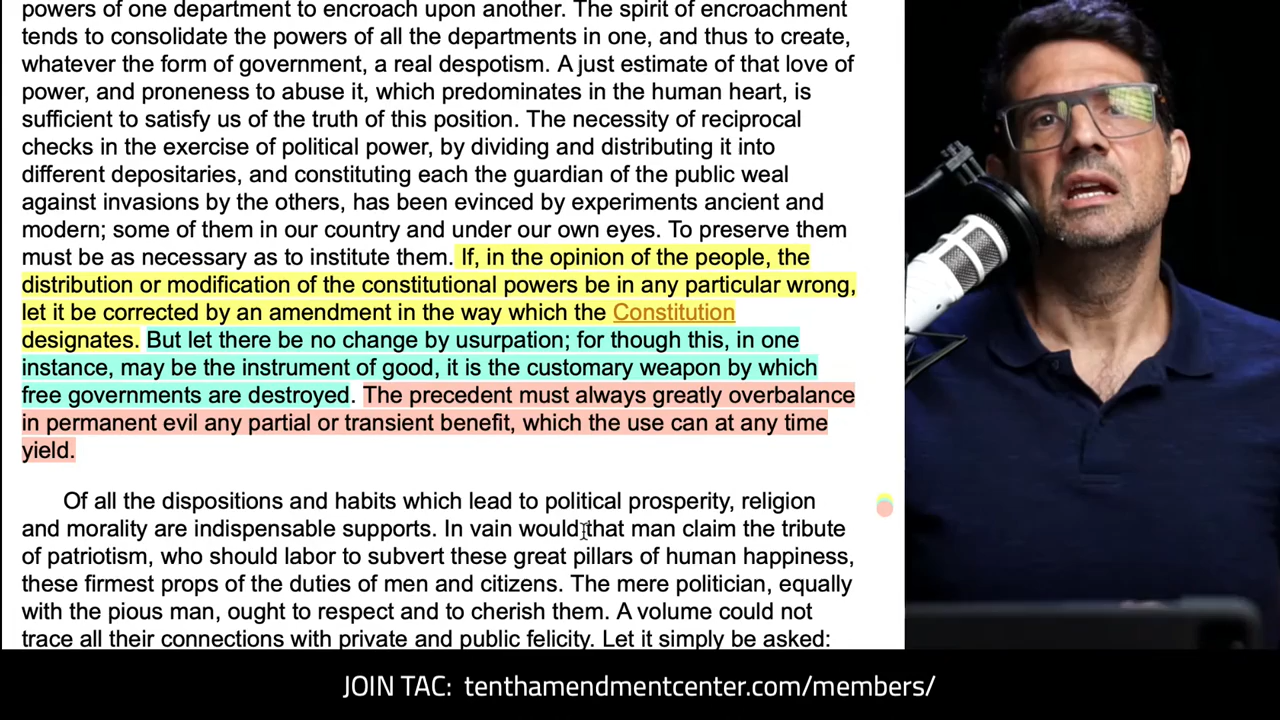 powers of one department to encroach upon another. The spirit of encroachment
tends to consolidate the powers of all the departments in one, and thus to create,
whatever the form of government, a real despotism. A just estimate of that love of
power, and proneness to abuse it, which predominates in the human heart, is
sufficient to satisfy us of the truth of this position. The necessity of reciprocal
checks in the exercise of political power, by dividing and distributing it into
different depositaries, and constituting each the guardian of the public weal
against invasions by the others, has been evinced by experiments ancient and
modern; some of them in our country and under our own eyes. To preserve them
must be as necessary as to institute them. If, in the opinion of the people, the
distribution or modification of the constitutional powers be in any particular wrong,
let it be corrected by an amendment in the way which the Constitution
designates. But let there be no change by usurpation; for though this, in one
instance, may be the instrument of good, it is the customary weapon by which
free governments are destroyed. The precedent must always greatly overbalance
in permanent evil any partial or transient benefit, which the use can at any time
yield.
Of all the dispositions and habits which lead to political prosperity, religion
and morality are indispensable supports. In vain would that man claim the tribute
of patriotism, who should labor to subvert these great pillars of human happiness,
these firmest props of the duties of men and citizens. The mere politician, equally
with the pious man, ought to respect and to cherish them. A volume could not
trace all their connections with private and public felicity. Let it simply be asked:
JOIN TAC: tenthamendmentcenter.com/members/